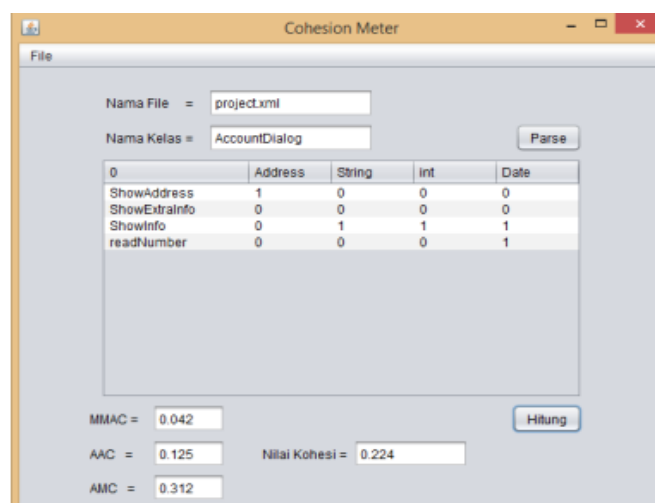 Cohesion Meter
File
Nama File = project.xml
Nama Kelas = AccountDialog Parse
0 Address String int Date
ShowAddress 1 0 0 0
ShowExtraInfo 0 0 0 0
ShowInfo 0 1 1 1
readNumber 0 0 0 1
MMAC = 0.042 Hitung
AAC = 0.125 Nilai Kohesi = 0.224
AMC = 0.312